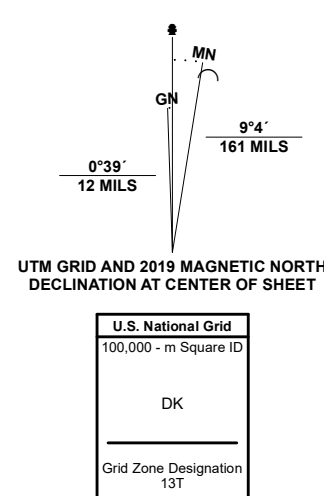 MN
GN
9°4´
161 MILS
0°39´
12 MILS
UTM GRID AND 2019 MAGNETIC NORTH
DECLINATION AT CENTER OF SHEET
U.S. National Grid
100,000 - m Square ID
DK
Grid Zone Designation
13T